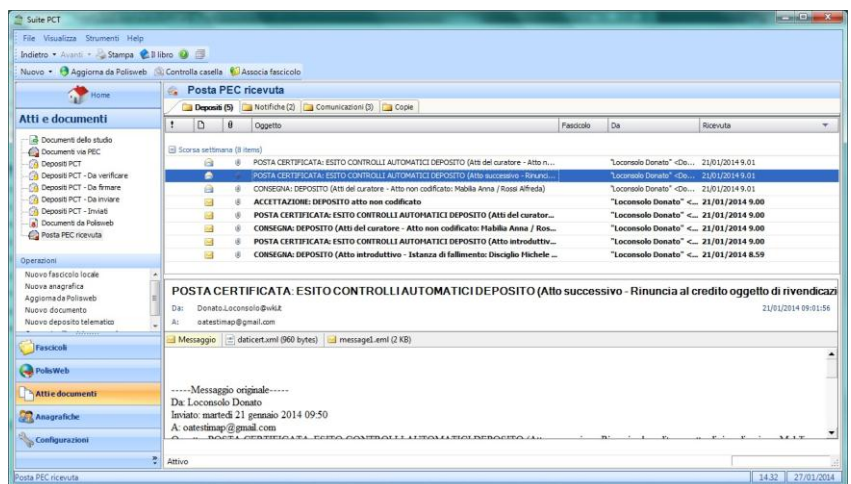 Suite PCT
File Visualizza Strumenti Help
Indietro Avanti Stampa Il libro
Nuovo Aggiorna da Polisweb Controlla casella Associa fascicolo
Home
Atti e documenti
Documenti dello studio
Documenti via PEC
Depositi PCT
Depositi PCT - Da verificare
Depositi PCT - Da firmare
Depositi PCT - Da inviare
Depositi PCT - Inviati
Documenti da Polisweb
Posta PEC ricevuta
Operazioni
Nuovo fascicolo locale
Nuova anagrafica
Aggiorna da Polisweb
Nuovo documento
Nuovo deposito telematico
Fascicoli
PolisWeb
Atti e documenti
Anagrafiche
Configurazioni
Posta PEC ricevuta
Depositi (5) Notifiche (2) Comunicazioni (3) Copie
! Oggetto Fascicolo Da Ricevuta
Scorsa settimana (8 items)
POSTA CERTIFICATA: ESITO CONTROLLI AUTOMATICI DEPOSITO (Atti del curatore - Atto n... "Loconsolo Donato" <Do... 21/01/2014 9.01
POSTA CERTIFICATA: ESITO CONTROLLI AUTOMATICI DEPOSITO (Atto successivo - Rinunci... "Loconsolo Donato" <Do... 21/01/2014 9.01
CONSEGNA: DEPOSITO (Atti del curatore - Atto non codificato: Mabilia Anna / Rossi Alfreda) "Loconsolo Donato" <Do... 21/01/2014 9.01
ACCETTAZIONE: DEPOSITO atto non codificato "Loconsolo Donato" <... 21/01/2014 9.00
POSTA CERTIFICATA: ESITO CONTROLLI AUTOMATICI DEPOSITO (Atti del curator... "Loconsolo Donato" <... 21/01/2014 9.00
CONSEGNA: DEPOSITO (Atti del curatore - Atto non codificato: Mabilia Anna / Ros... "Loconsolo Donato" <... 21/01/2014 9.00
POSTA CERTIFICATA: ESITO CONTROLLI AUTOMATICI DEPOSITO (Atto introduttiv... "Loconsolo Donato" <... 21/01/2014 9.00
CONSEGNA: DEPOSITO (Atto introduttivo - Istanza di fallimento: Disciglio Michele ... "Loconsolo Donato" <... 21/01/2014 8.59
POSTA CERTIFICATA: ESITO CONTROLLI AUTOMATICI DEPOSITO (Atto successivo - Rinuncia al credito oggetto di rivendicazi
Da: Donato.Loconsolo@wki.it 21/01/2014 09:01:56
A: oatestimap@gmail.com
Messaggio daticert.xml (960 bytes) message1.eml (2 KB)
-----Messaggio originale-----
Da: Loconsolo Donato
Inviato: martedì 21 gennaio 2014 09:50
A: oatestimap@gmail.com
Attivo
Posta PEC ricevuta 14.32 27/01/2014